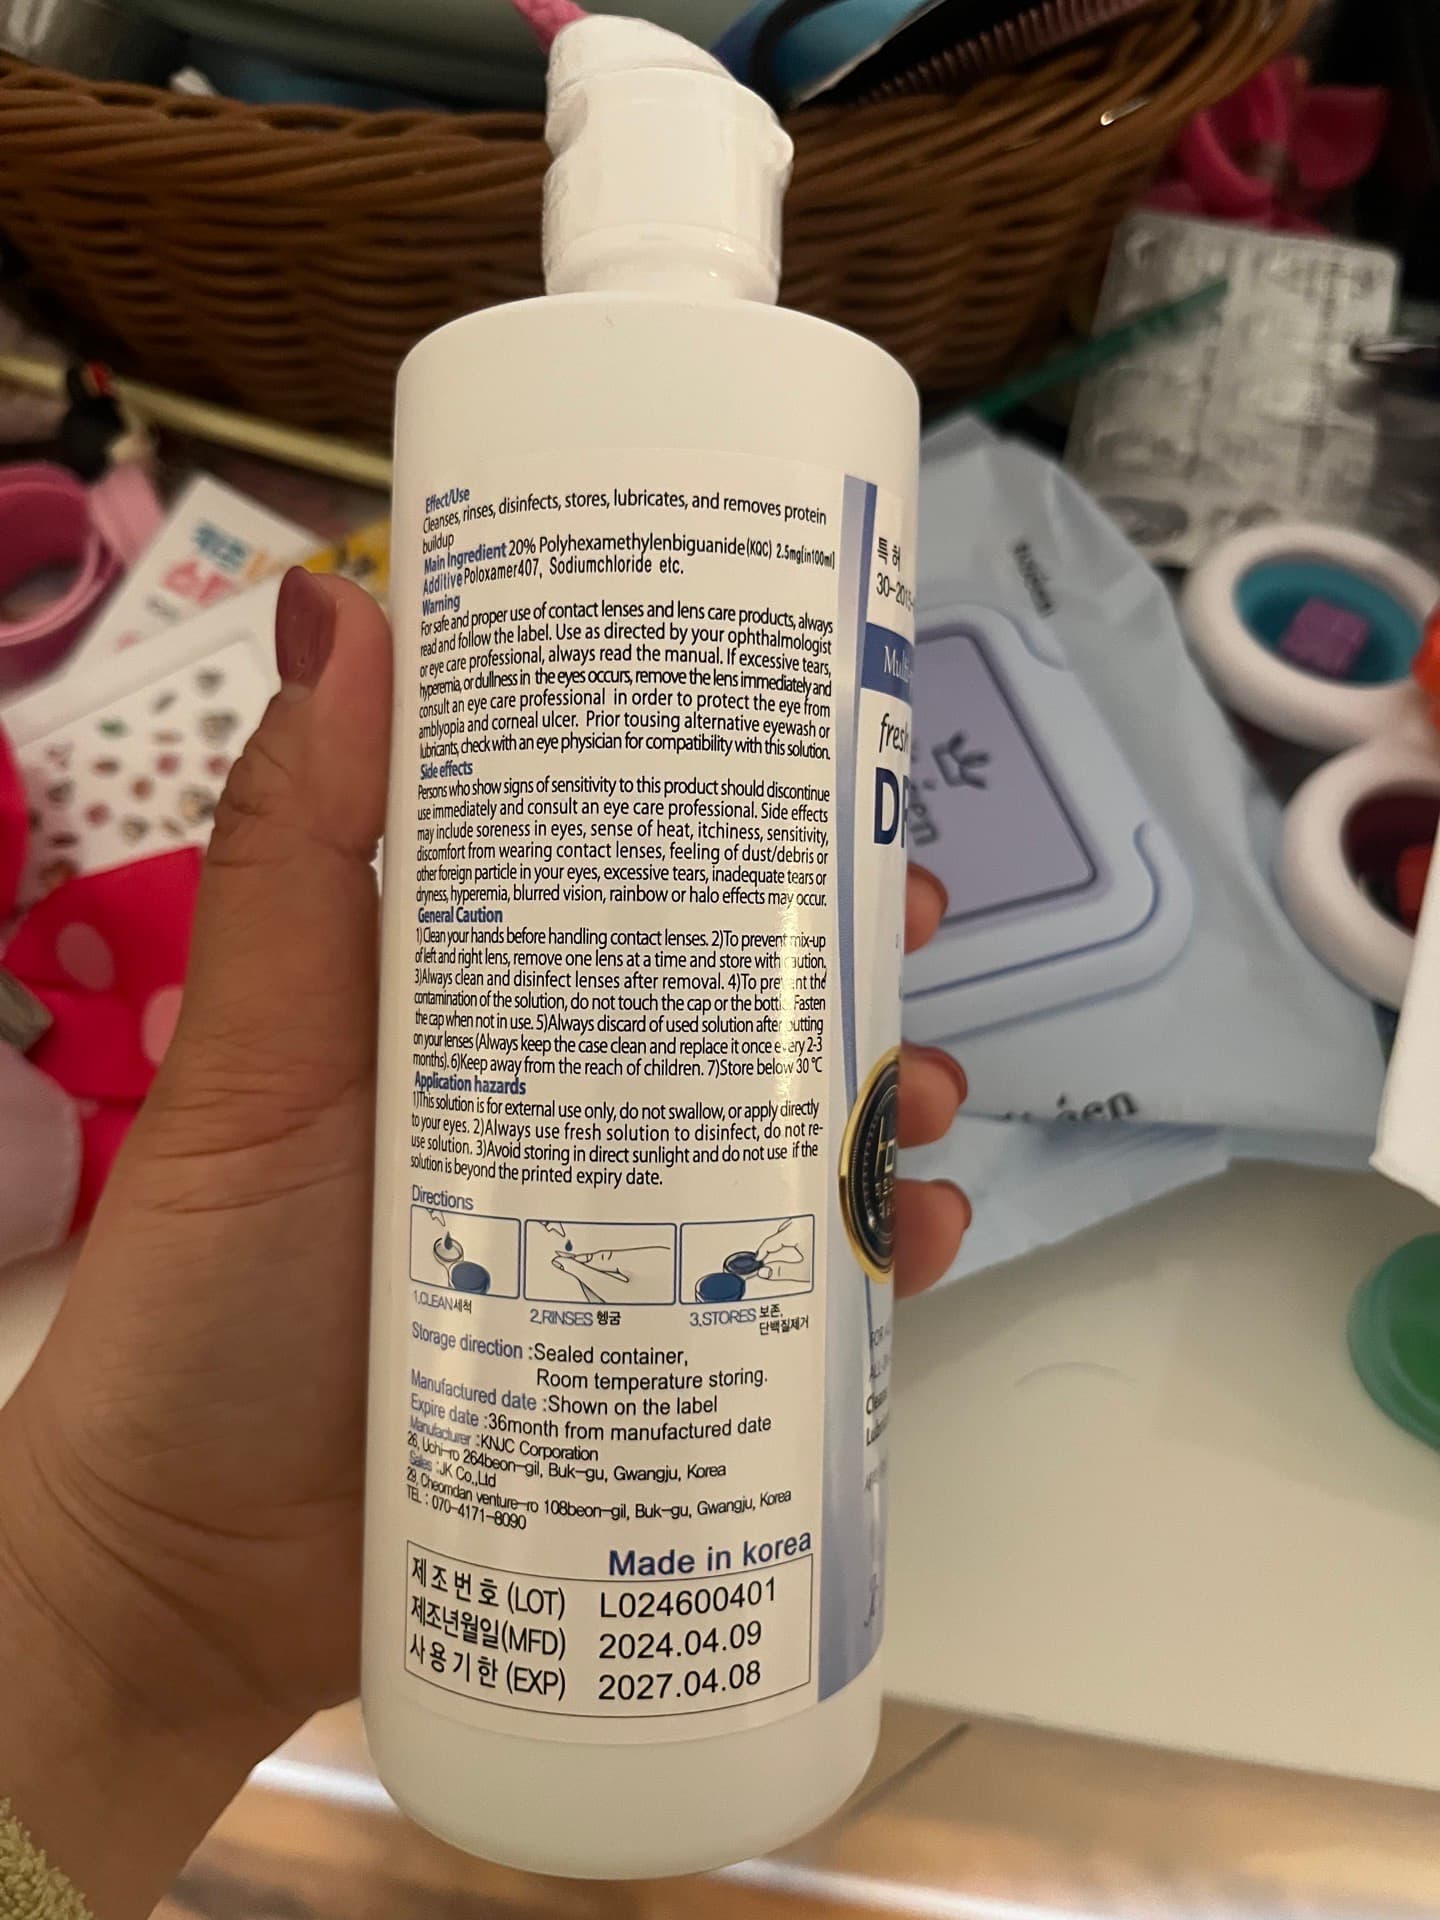 Effect/Use
Cleanses, rinses, disinfects, stores, lubricates, and removes protein
buildup
Main Ingredient 20% Polyhexamethylenbiguanide(KQC) 2.5mg(in100ml)
Additive Poloxamer407, Sodiumchloride etc.
Warning
For safe and proper use of contact lenses and lens care products, always
read and follow the label. Use as directed by your ophthalmologist
or eye care professional, always read the manual. If excessive tears,
hyperemia, or dullness in the eyes occurs, remove the lens immediately and
consult an eye care professional in order to protect the eye from
amblyopia and corneal ulcer. Prior tousing alternative eyewash or
lubricants, check with an eye physician for compatibility with this solution.
Side effects
Persons who show signs of sensitivity to this product should discontinue
use immediately and consult an eye care professional. Side effects
may include soreness in eyes, sense of heat, itchiness, sensitivity,
discomfort from wearing contact lenses, feeling of dust/debris or
other foreign particle in your eyes, excessive tears, inadequate tears or
dryness, hyperemia, blurred vision, rainbow or halo effects may occur.
General Caution
1)Clean your hands before handling contact lenses. 2)To prevent mix-up
of left and right lens, remove one lens at a time and store with caution.
3)Always clean and disinfect lenses after removal. 4)To prevent the
contamination of the solution, do not touch the cap or the bottle. Fasten
the cap when not in use. 5)Always discard of used solution after putting
on your lenses (Always keep the case clean and replace it once every 2-3
months). 6)Keep away from the reach of children. 7)Store below 30℃
Application hazards
1)This solution is for external use only, do not swallow, or apply directly
to your eyes. 2)Always use fresh solution to disinfect, do not re-
use solution. 3)Avoid storing in direct sunlight and do not use if the
solution is beyond the printed expiry date.
Directions
1.CLEAN세척
2.RINSES 헹굼
3.STORES 보존,
단백질제거
Storage direction :Sealed container,
Room temperature storing.
Manufactured date :Shown on the label
Expire date :36month from manufactured date
Manufacturer :KNJC Corporation
26, Uchi-ro 264beon-gil, Buk-gu, Gwangju, Korea
Sales :JK Co.,Ltd
29, Cheomdan venture-ro 108beon-gil, Buk-gu, Gwangju, Korea
TEL : 070-4171-8090
Made in korea
제조번호 (LOT) L024600401
제조년월일(MFD) 2024.04.09
사용기한 (EXP) 2027.04.08
특허
fresh